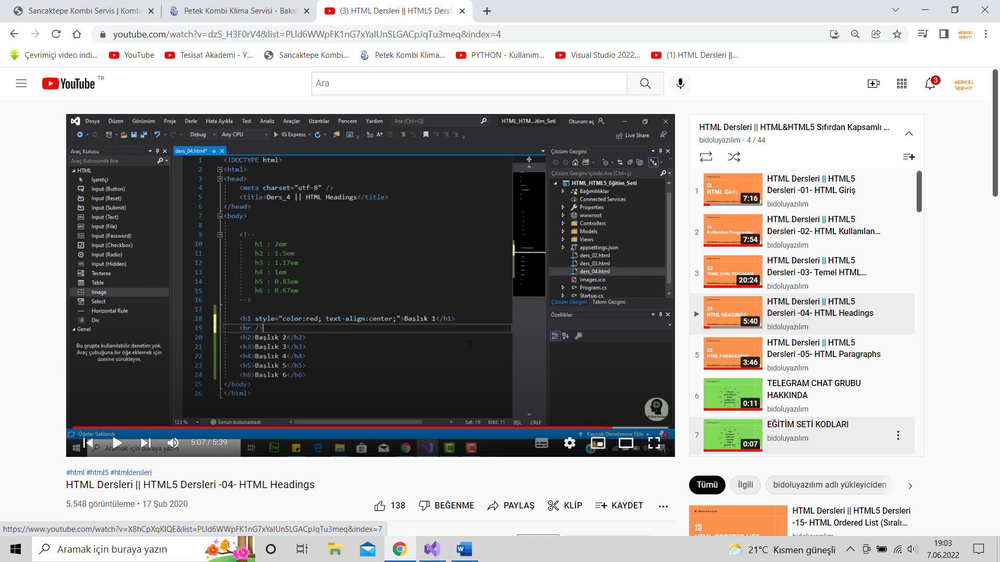 Sancaktepe Kombi Servis | Kombi
Petek Kombi Klima Servisi - Bakım
(3) HTML Dersleri || HTML5 Dersle
youtube.com/watch?v=dzS_H3F0rV4&list=PLld6WWpFK1nG7xYalUnSLGACpJqTu3meq&index=4
Çevrimiçi video indi...
YouTube
Tesisat Akademi - Y...
Sancaktepe Kombi...
Petek Kombi Klima...
PYTHON - Kullanım...
Visual Studio 2022...
(1) HTML Dersleri ||...
YouTube TR
Ara
3
MERKEZ SERVİS
Dosya Düzen Görünüm Proje Derle Hata Ayıkla Test Analiz Araçlar Uzantılar Pencere Yardım Ara (Ctrl+Q) HTML_HTM...itim_Seti Oturum aç
Debug Any CPU IIS Express Live Share
Araç Kutusu
Araç Kutusunda Ara
HTML
İşaretçi
Input (Button)
Input (Reset)
Input (Submit)
Input (Text)
Input (File)
Input (Password)
Input (Checkbox)
Input (Radio)
Input (Hidden)
Textarea
Table
Image
Select
Horizontal Rule
Div
Genel
Bu grupta kullanılabilir denetim yok.
Araç çubuğuna bir öğe eklemek için
üzerine sürükleyin.
ders_04.html*
1 <!DOCTYPE html>
2 <html>
3 <head>
4 <meta charset="utf-8" />
5 <title>Ders_4 || HTML Headings</title>
6 </head>
7 <body>
8
9 <!--
10 h1 : 2em
11 h2 : 1.5em
12 h3 : 1.17em
13 h4 : 1em
14 h5 : 0.83em
15 h6 : 0.67em
16 -->
17
18 <h1 style="color:red; text-align:center;">Başlık 1</h1>
19 <hr />
20 <h2>Başlık 2</h2>
21 <h3>Başlık 3</h3>
22 <h4>Başlık 4</h4>
23 <h5>Başlık 5</h5>
24 <h6>Başlık 6</h6>
25 </body>
26 </html>
123 % Sorun bulunamadı Sat: 19 Krkt: 11 BŞL CRLF
Çözüm Gezgini
Çözüm Gezgini İçinde Ara (Ctrl+ş)
HTML_HTML5_Eğitim_Seti
Bağımlılıklar
Connected Services
Properties
wwwroot
Controllers
Models
Views
appsettings.json
ders_02.html
ders_03.html
ders_04.html
images.ico
Program.cs
Startup.cs
Çözüm Gezgini Takım Gezgini
Özellikler
Öğeler Saklandı
Kaynak Denetimine Ekle
1
Aramak için buraya yazın
5:07 / 5:39
#html #html5 #htmldersleri
HTML Dersleri || HTML5 Dersleri -04- HTML Headings
5.548 görüntüleme • 17 Şub 2020
138 BEĞENME PAYLAŞ KLİP KAYDET
HTML Dersleri || HTML&HTML5 Sıfırdan Kapsamlı ...
bidoluyazılım - 4 / 44
1
01
HTML Giriş
7:16
HTML Dersleri || HTML5
Dersleri -01- HTML Giriş
bidoluyazılım
2
02
Kullanılan Programlar
7:54
HTML Dersleri || HTML5
Dersleri -02- HTML Kullanılan...
bidoluyazılım
3
03
TEMEL HTML DOKUMANI
20:24
HTML Dersleri || HTML5
Dersleri -03- Temel HTML...
bidoluyazılım
04
HTML HEADINGS
5:40
HTML Dersleri || HTML5
Dersleri -04- HTML Headings
bidoluyazılım
5
05
HTML PARAGRAPHS
3:46
HTML Dersleri || HTML5
Dersleri -05- HTML Paragraphs
bidoluyazılım
6
0:11
TELEGRAM CHAT GRUBU
HAKKINDA
bidoluyazılım
7
0:07
EĞİTİM SETİ KODLARI
bidoluyazılım
Tümü İlgili bidoluyazılım adlı yükleyiciden
15
HTML ORDERED LIST
HTML Dersleri || HTML5 Dersleri
-15- HTML Ordered List (Sıralı...
bidoluyazılım
https://www.youtube.com/watch?v=X8hCpXqKIQE&list=PLld6WWpFK1nG7xYalUnSLGACpJqTu3meq&index=7
Aramak için buraya yazın
21°C Kısmen güneşli
19:03
7.06.2022